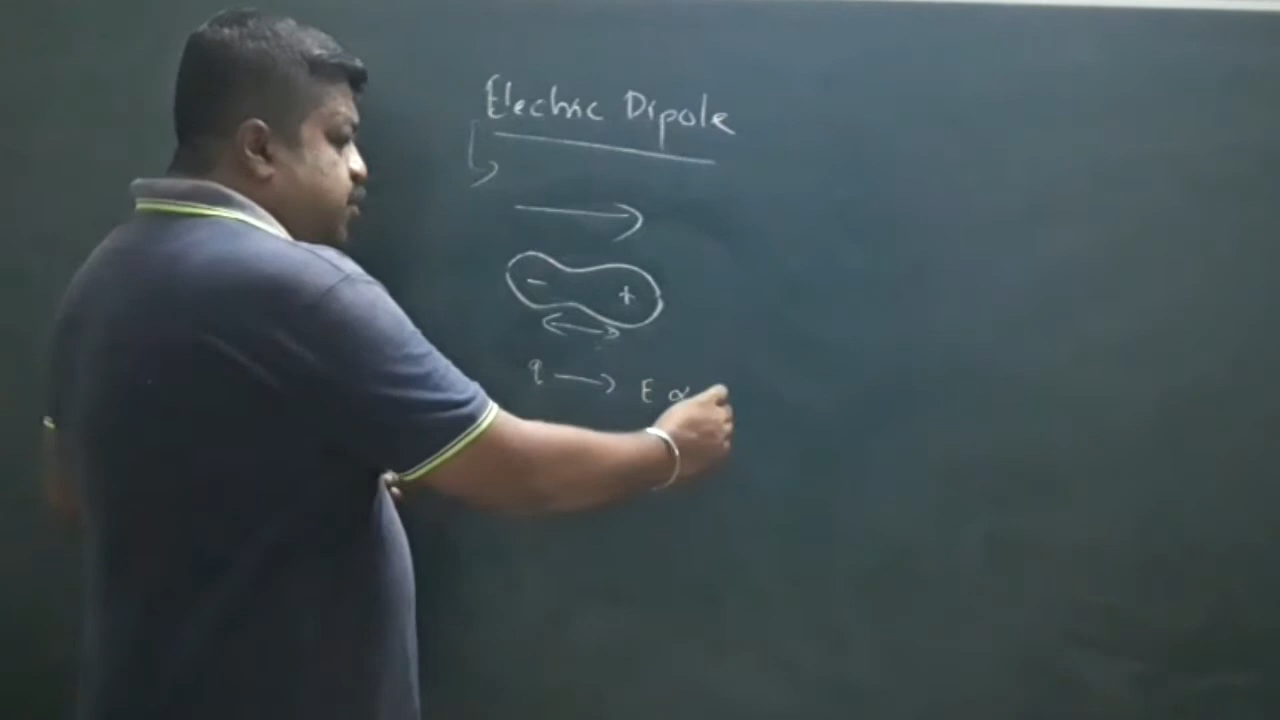 Electric Dipole
- +
q → E ∝